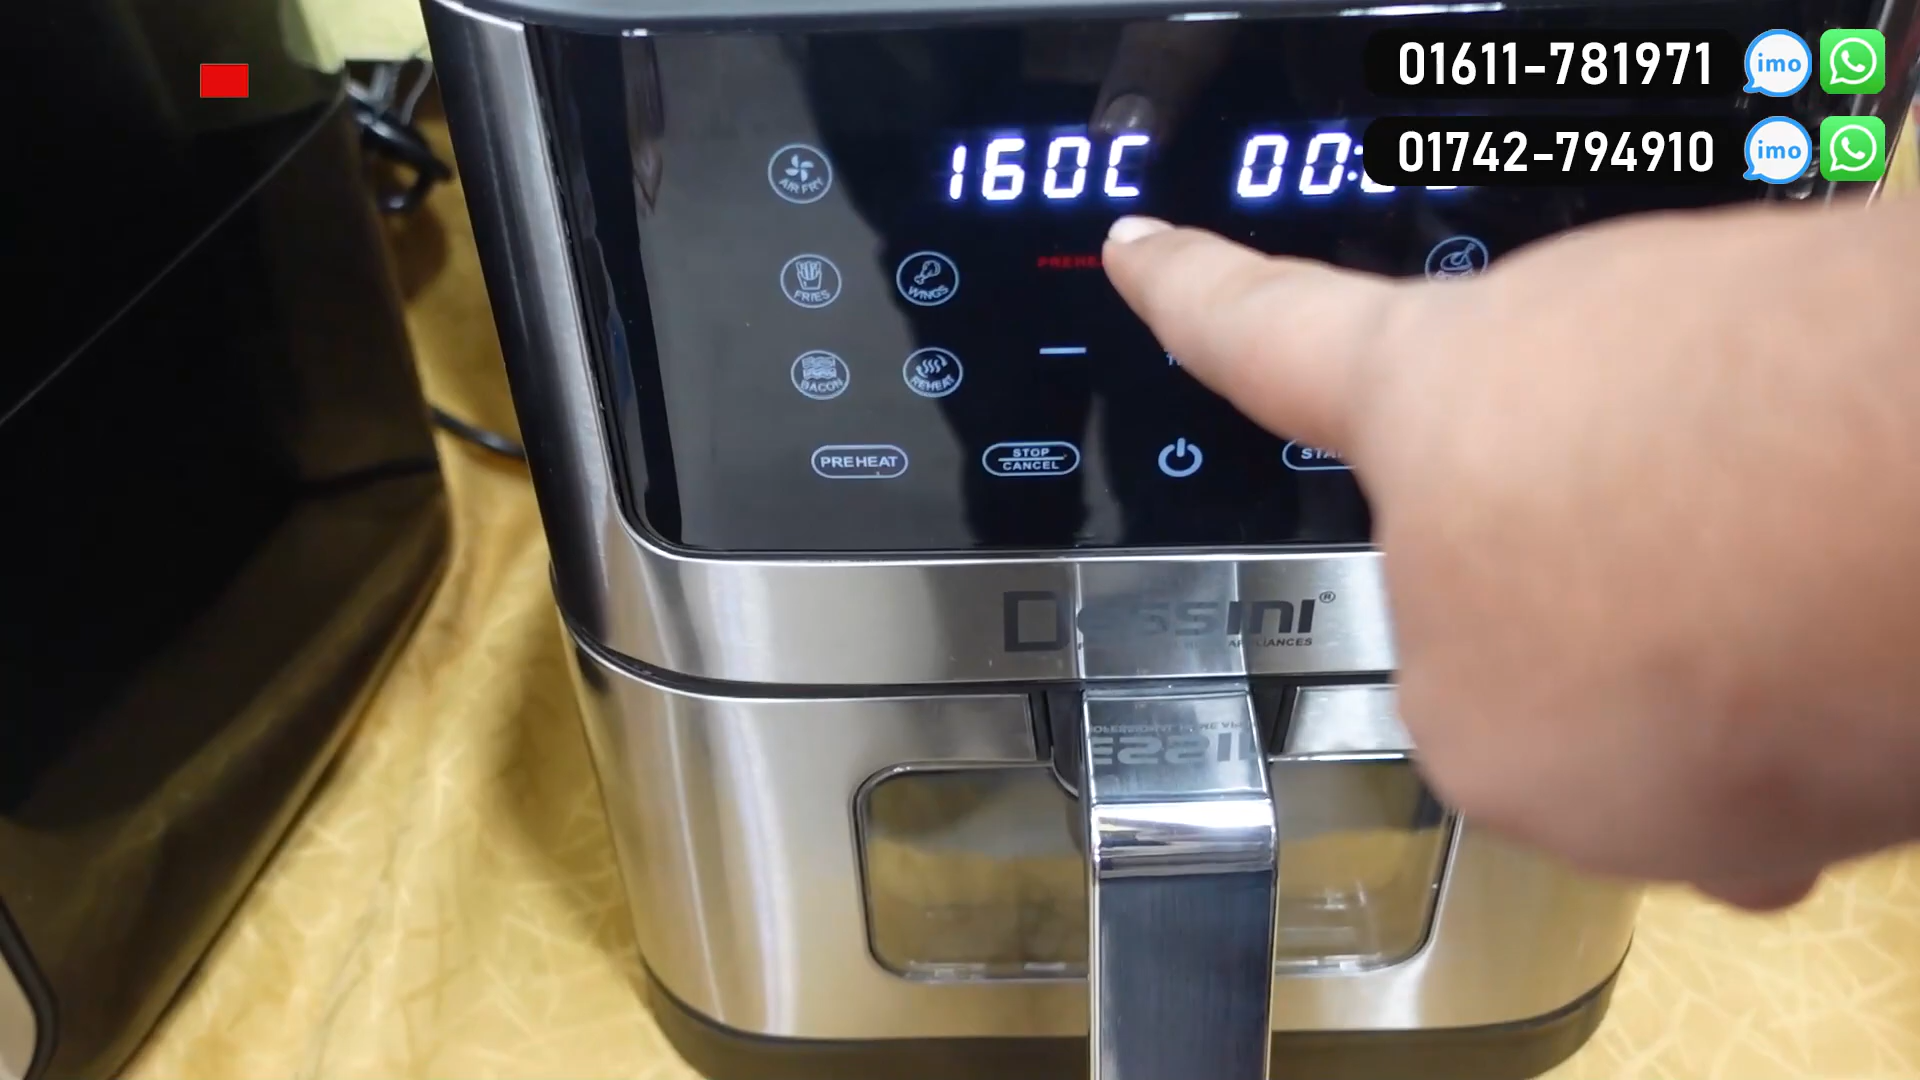 01611-781971 imo
01742-794910 imo
160C 00:
AIR FRY
FRIES
WINGS
BACON
REHEAT
PREHEAT
STOP
CANCEL
DESSINI®